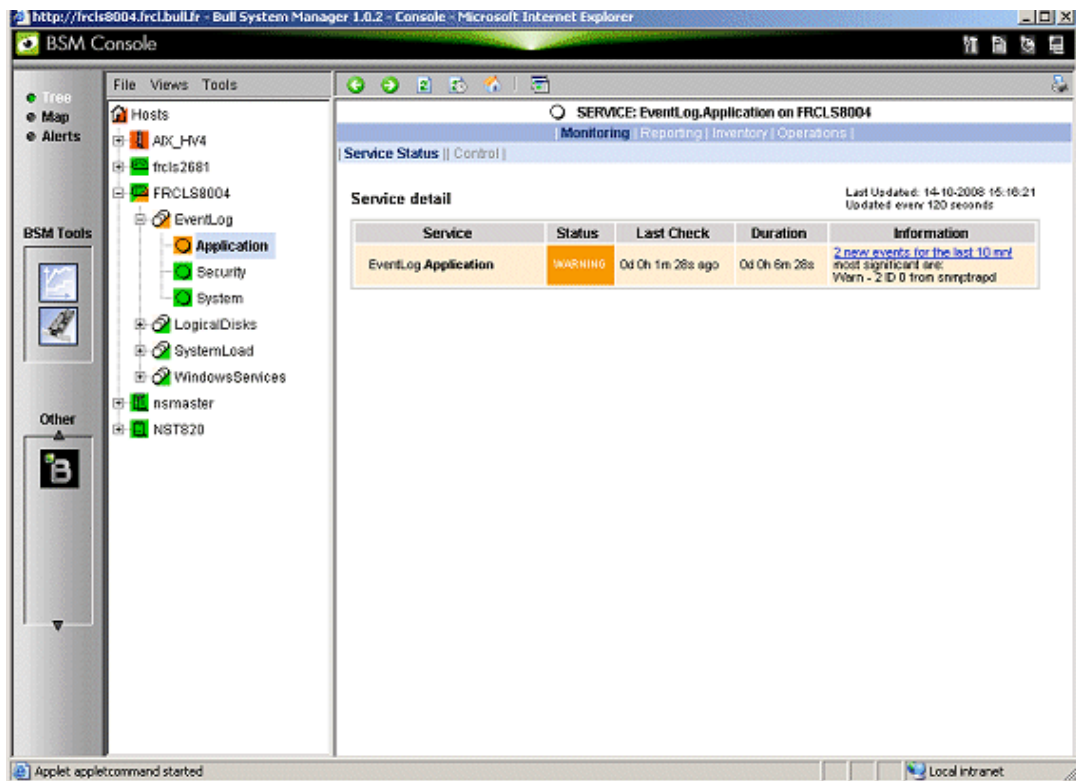 http://frcls8004.frcl.bull.fr - Bull System Manager 1.0.2 - Console - Microsoft Internet Explorer
BSM Console
Tree
Map
Alerts
BSM Tools
Other
B
File Views Tools
Hosts
AIX_HV4
frcls2681
FRCLS8004
EventLog
Application
Security
System
LogicalDisks
SystemLoad
WindowsServices
nsmaster
NST820
SERVICE: EventLog.Application on FRCLS8004
| Monitoring | Reporting | Inventory | Operations |
| Service Status || Control |
Service detail
Last Updated: 14-10-2008 15:16:21
Updated every 120 seconds
Service Status Last Check Duration Information
EventLog.Application WARNING 0d 0h 1m 28s ago 0d 0h 6m 28s 2 new events for the last 10 mn!
most significant are:
Warn - 2 ID 0 from snmptrapd
Applet appletcommand started
Local intranet